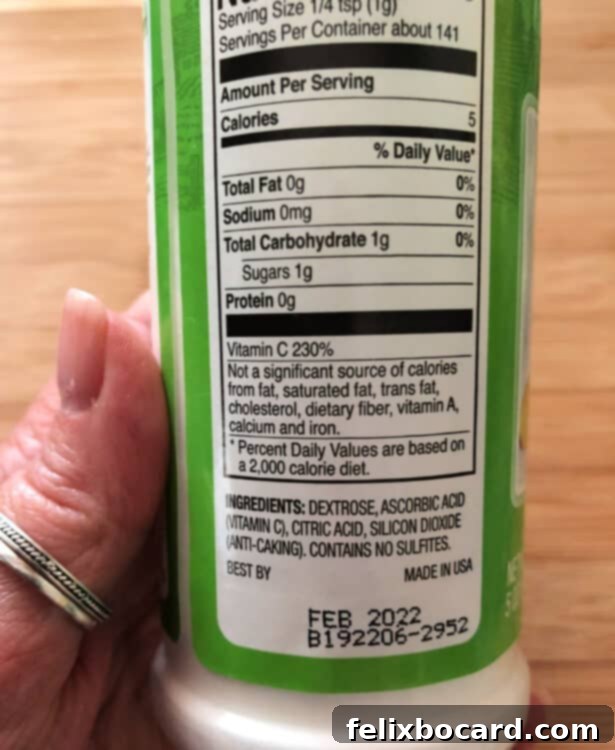 Serving Size 1/4 tsp (1g)
Servings Per Container about 141
Amount Per Serving
Calories 5
% Daily Value*
Total Fat 0g 0%
Sodium 0mg 0%
Total Carbohydrate 1g 0%
Sugars 1g
Protein 0g
Vitamin C 230%
Not a significant source of calories
from fat, saturated fat, trans fat,
cholesterol, dietary fiber, vitamin A,
calcium and iron.
* Percent Daily Values are based on
a 2,000 calorie diet.
INGREDIENTS: DEXTROSE, ASCORBIC ACID
(VITAMIN C), CITRIC ACID, SILICON DIOXIDE
(ANTI-CAKING). CONTAINS NO SULFITES.
BEST BY MADE IN USA
FEB 2022
B192206-2952
felixbocard.com